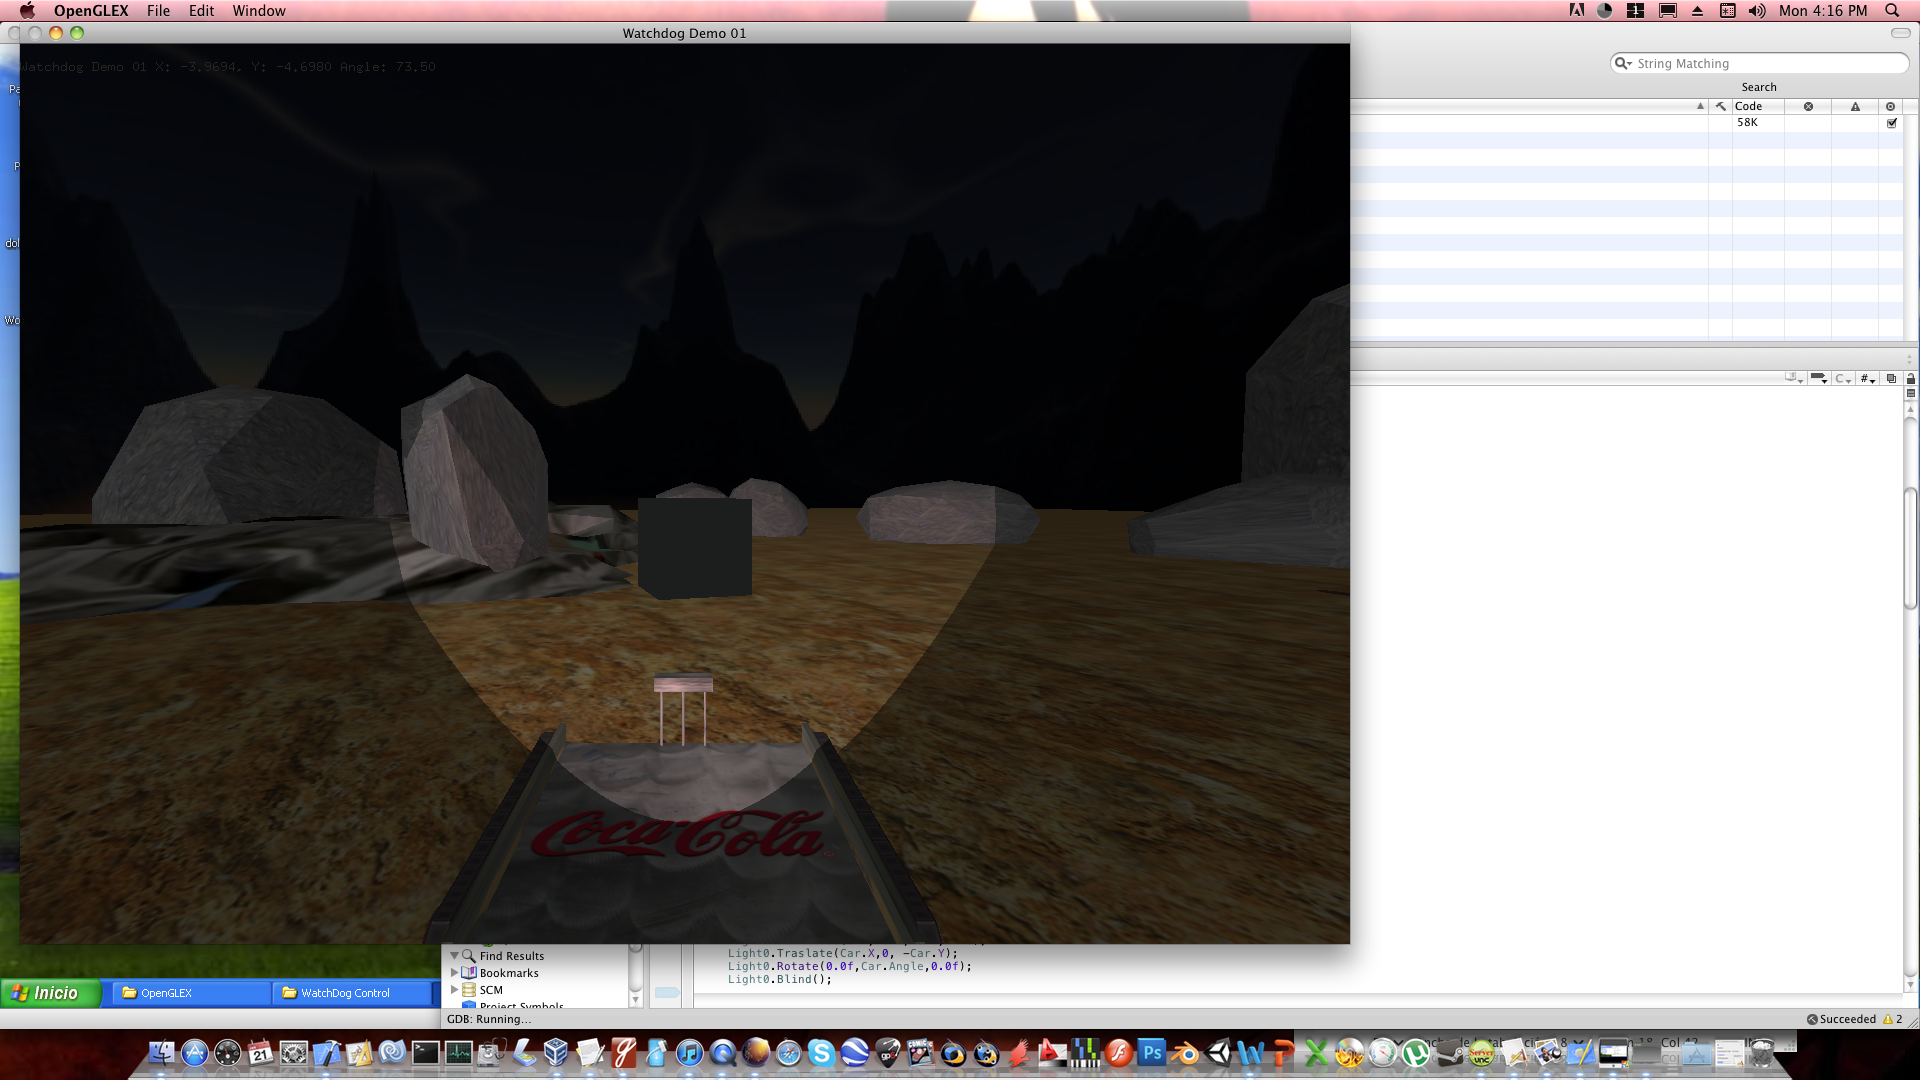 OpenGLEX File Edit Window
Mon 4:16 PM
Watchdog Demo 01
Watchdog Demo 01 X: -3.9694, Y: -4.6980 Angle: 73.50
String Matching
Search
Code
58K
Coca-Cola
Light0.Traslate(Car.X,0, -Car.Y);
Light0.Rotate(0.0f,Car.Angle,0.0f);
Light0.Blind();
Find Results
Bookmarks
SCM
Project Symbols
Inicio
OpenGLEX
WatchDog Control
GDB: Running...
Succeeded
2